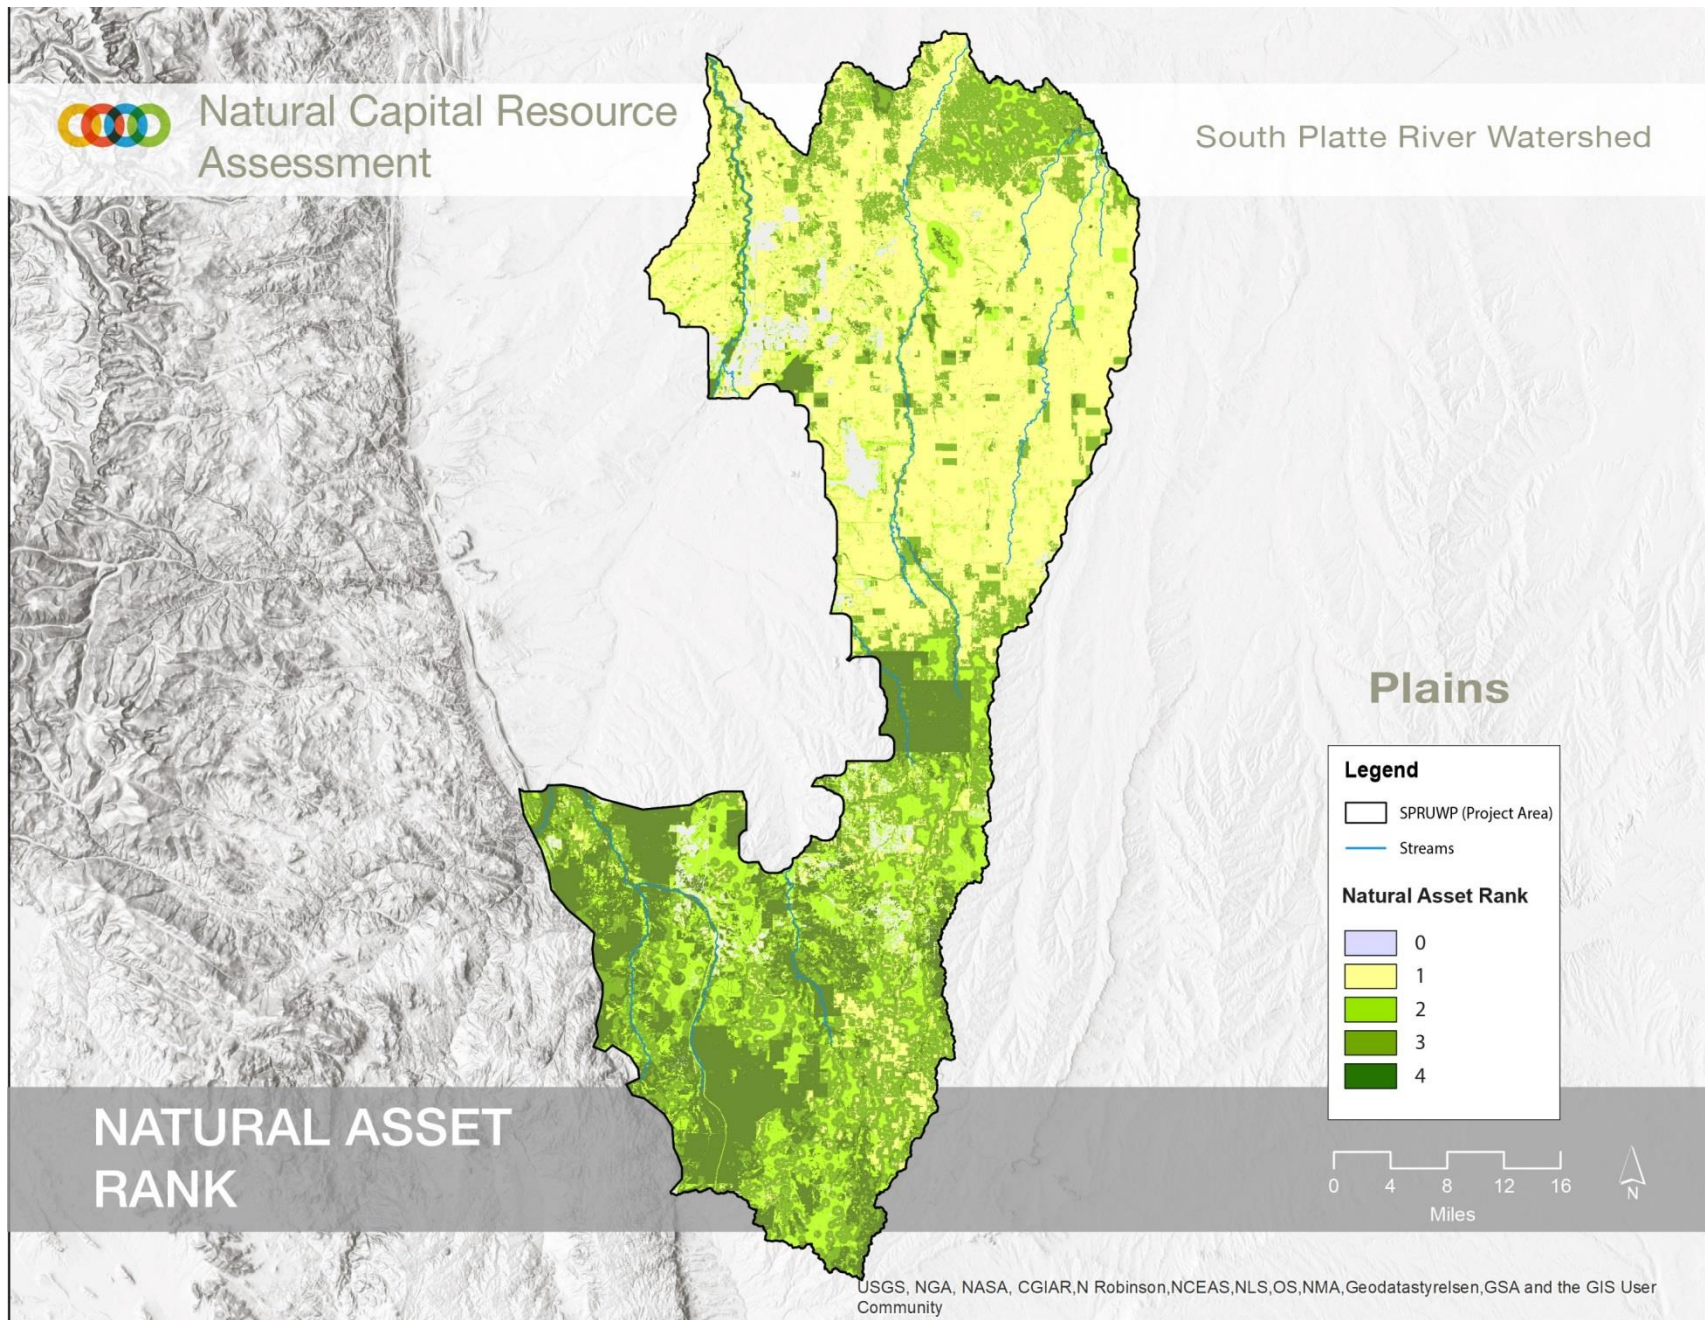 Natural Capital Resource
Assessment
South Platte River Watershed
Plains
Legend
SPRUWP (Project Area)
Streams
Natural Asset Rank
0
1
2
3
4
NATURAL ASSET
RANK
0 4 8 12 16
Miles
N
USGS, NGA, NASA, CGIAR,N Robinson,NCEAS,NLS,OS,NMA,Geodatastyrelsen,GSA and the GIS User
Community